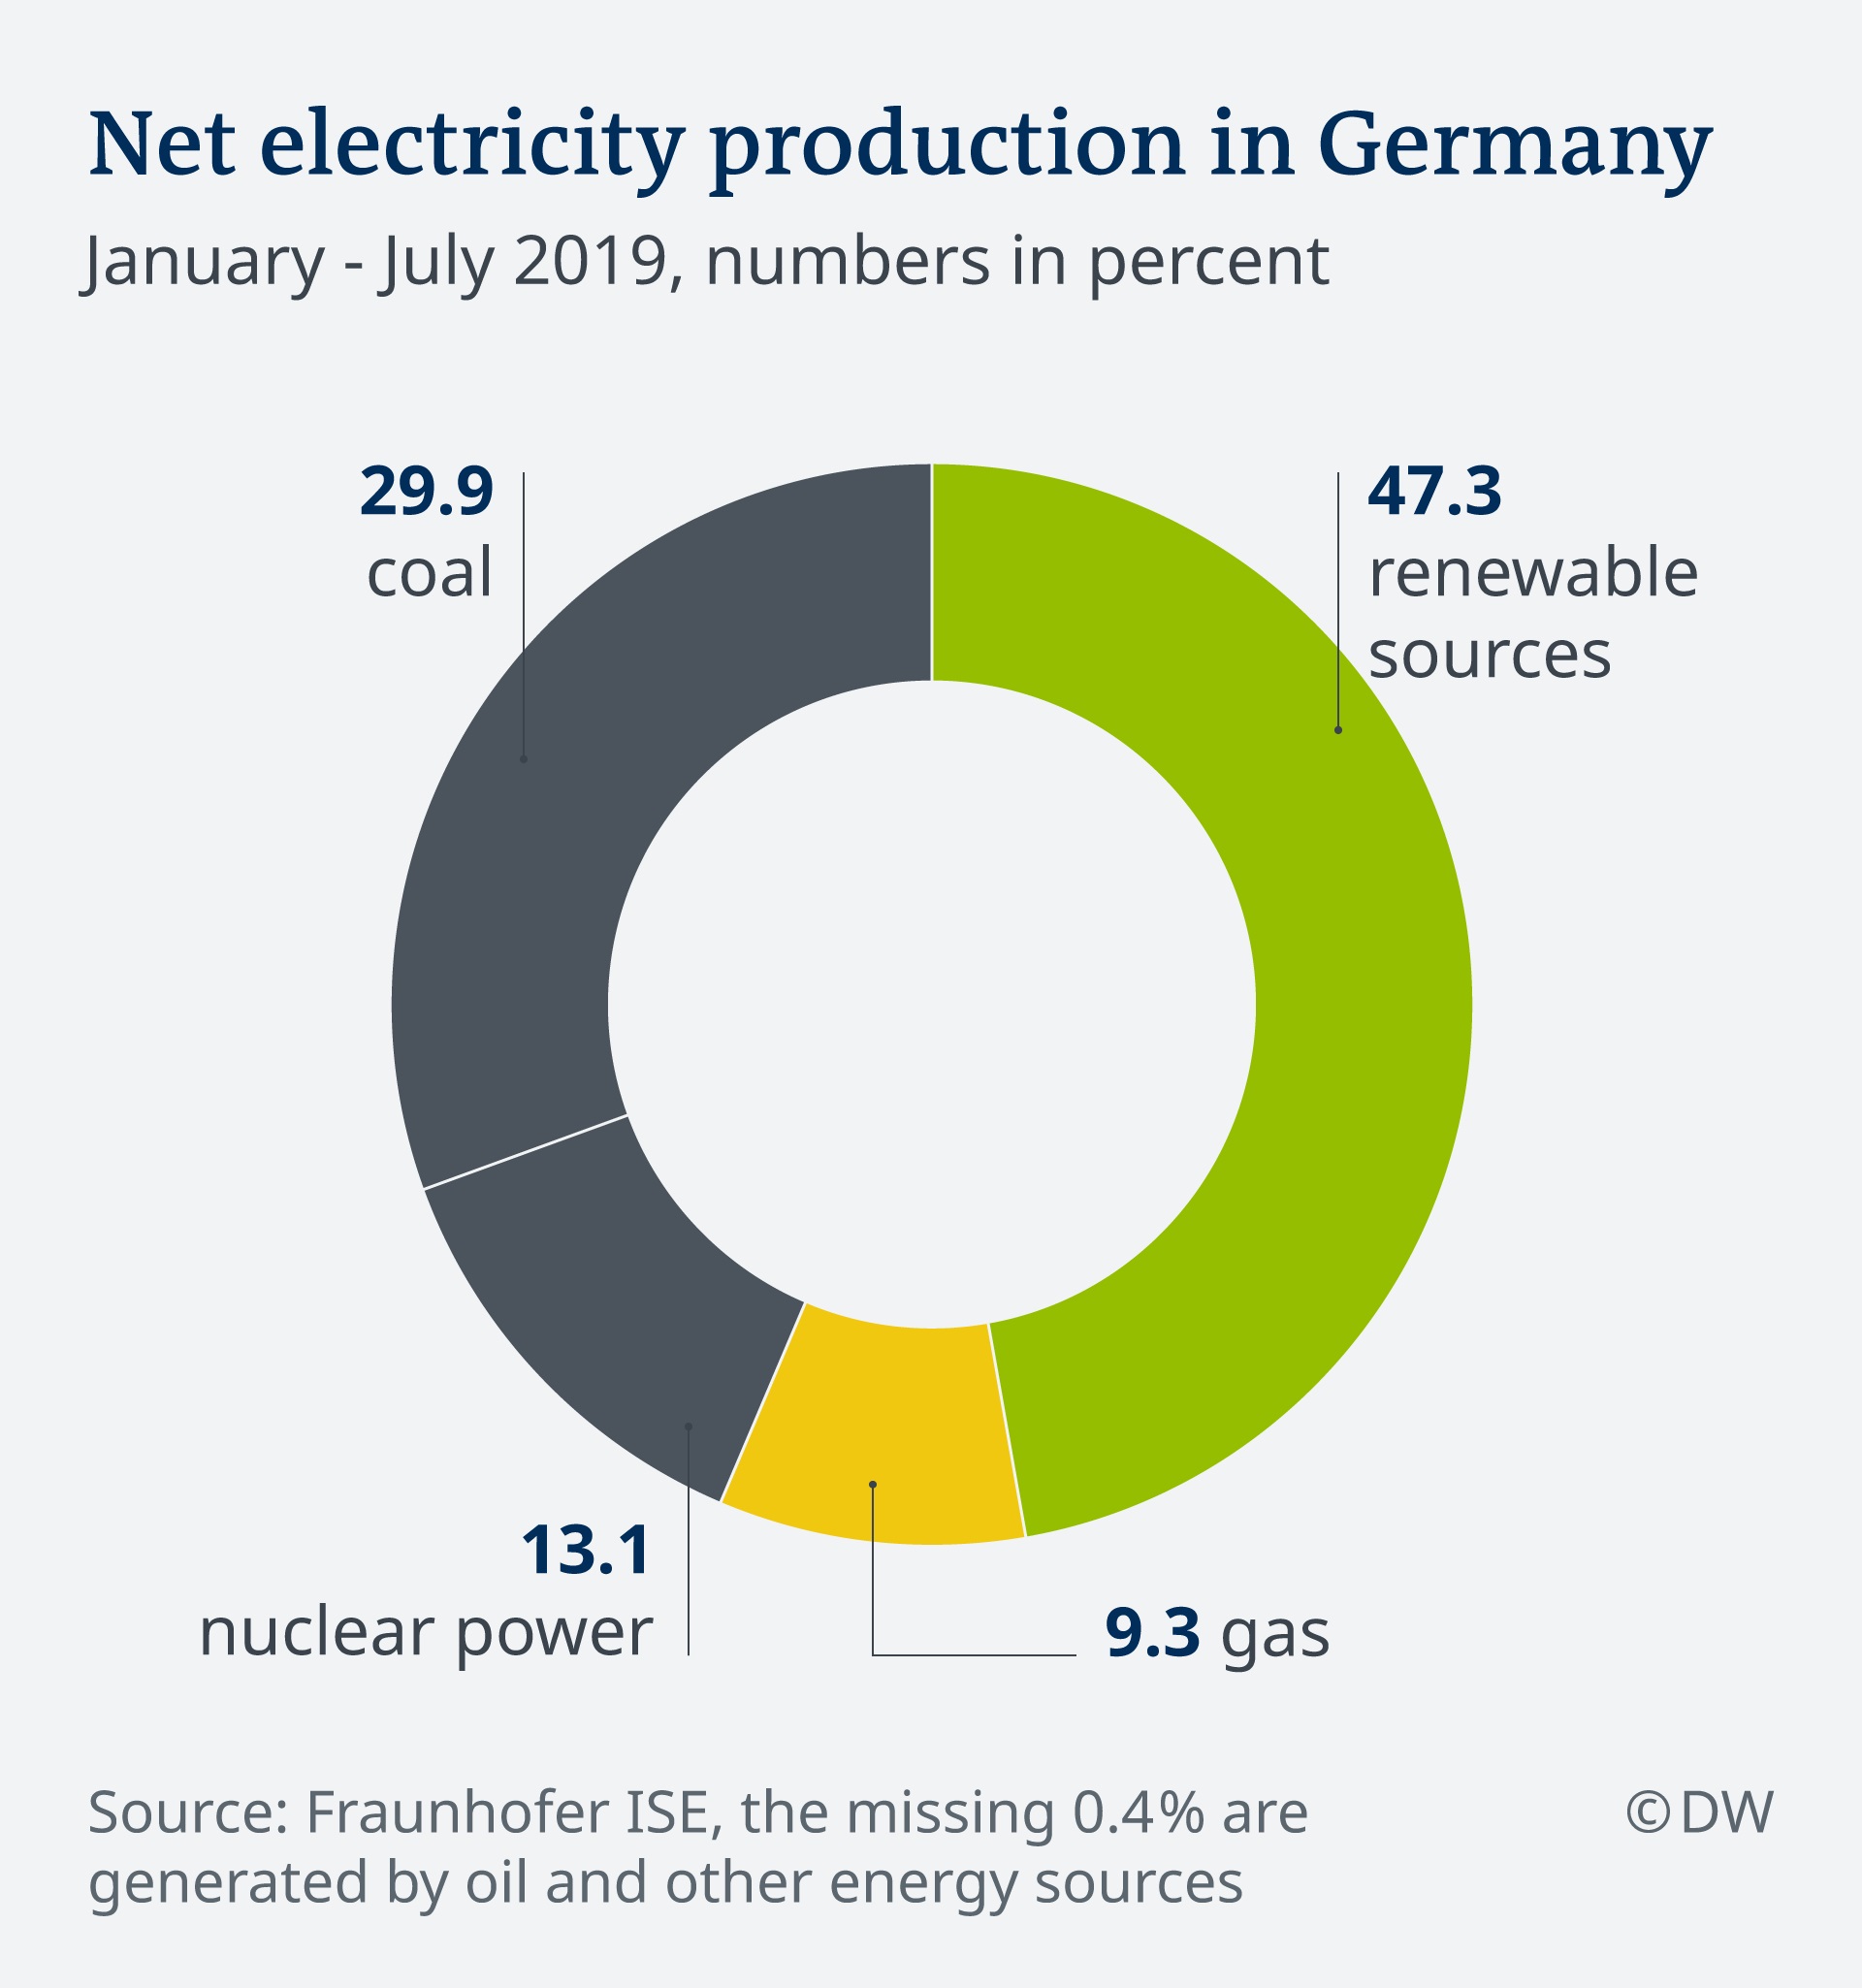 Net electricity production in Germany
January - July 2019, numbers in percent
29.9
coal
47.3
renewable
sources
13.1
nuclear power
9.3 gas
Source: Fraunhofer ISE, the missing 0.4% are
generated by oil and other energy sources
©DW